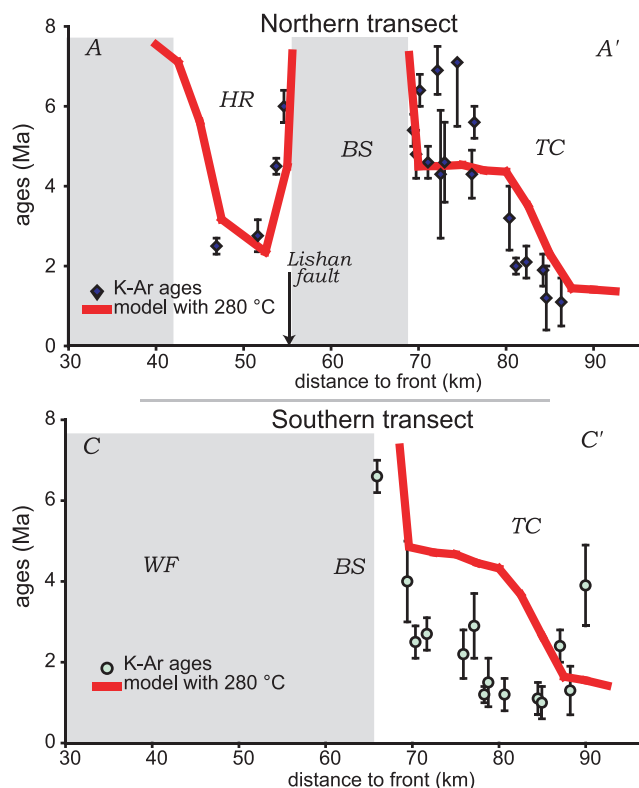 Northern transect
8
A
A'
6
HR
BS
TC
4
ages (Ma)
2
Lishan
fault
K-Ar ages
model with 280 °C
0
30 40 50 60 70 80 90
distance to front (km)
Southern transect
8
C
C'
6
WF
BS
TC
4
ages (Ma)
2
K-Ar ages
model with 280 °C
0
30 40 50 60 70 80 90
distance to front (km)